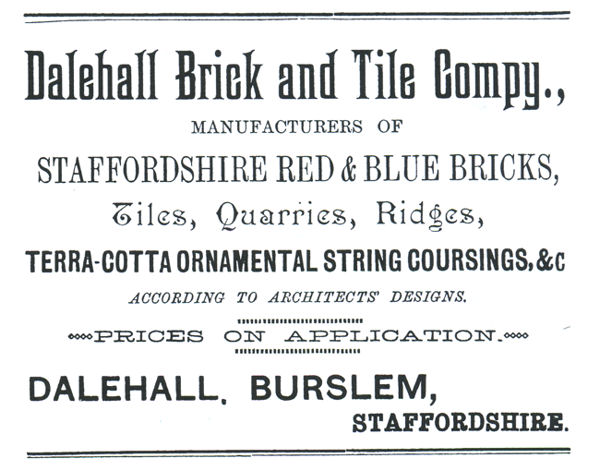 Dalehall Brick and Tile Compy.,
MANUFACTURERS OF
STAFFORDSHIRE RED & BLUE BRICKS,
Tiles, Quarries, Ridges,
TERRA-COTTA ORNAMENTAL STRING COURSINGS, &c
ACCORDING TO ARCHITECTS' DESIGNS.
PRICES ON APPLICATION.
DALEHALL, BURSLEM,
STAFFORDSHIRE.